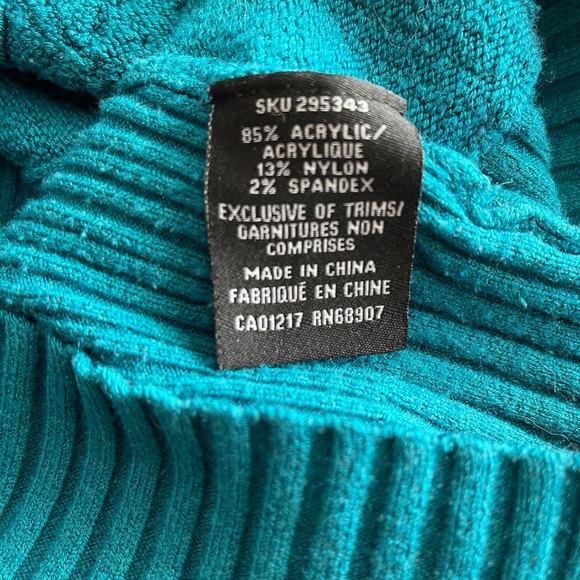 SKU 295343
85% ACRYLIC/
ACRYLIQUE
13% NYLON
2% SPANDEX
EXCLUSIVE OF TRIMS/
GARNITURES NON
COMPRISES
MADE IN CHINA
FABRIQUÉ EN CHINE
CA01217 RN68907